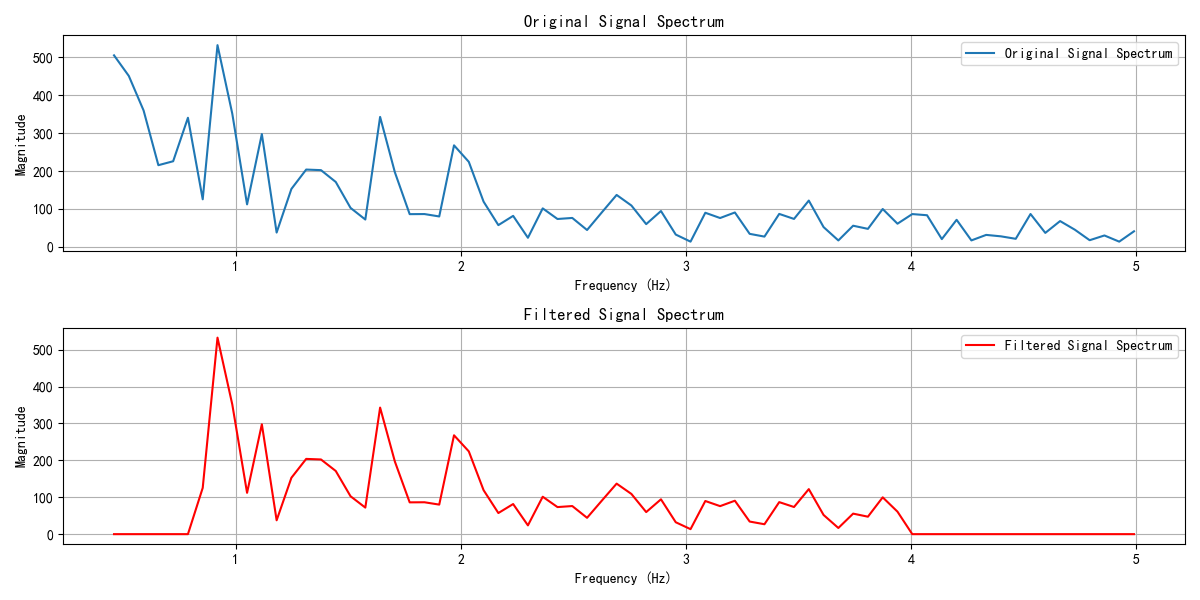 Original Signal Spectrum
Original Signal Spectrum
Magnitude
500
400
300
200
100
0
1 2 3 4 5
Frequency (Hz)
Filtered Signal Spectrum
Filtered Signal Spectrum
Magnitude
500
400
300
200
100
0
1 2 3 4 5
Frequency (Hz)